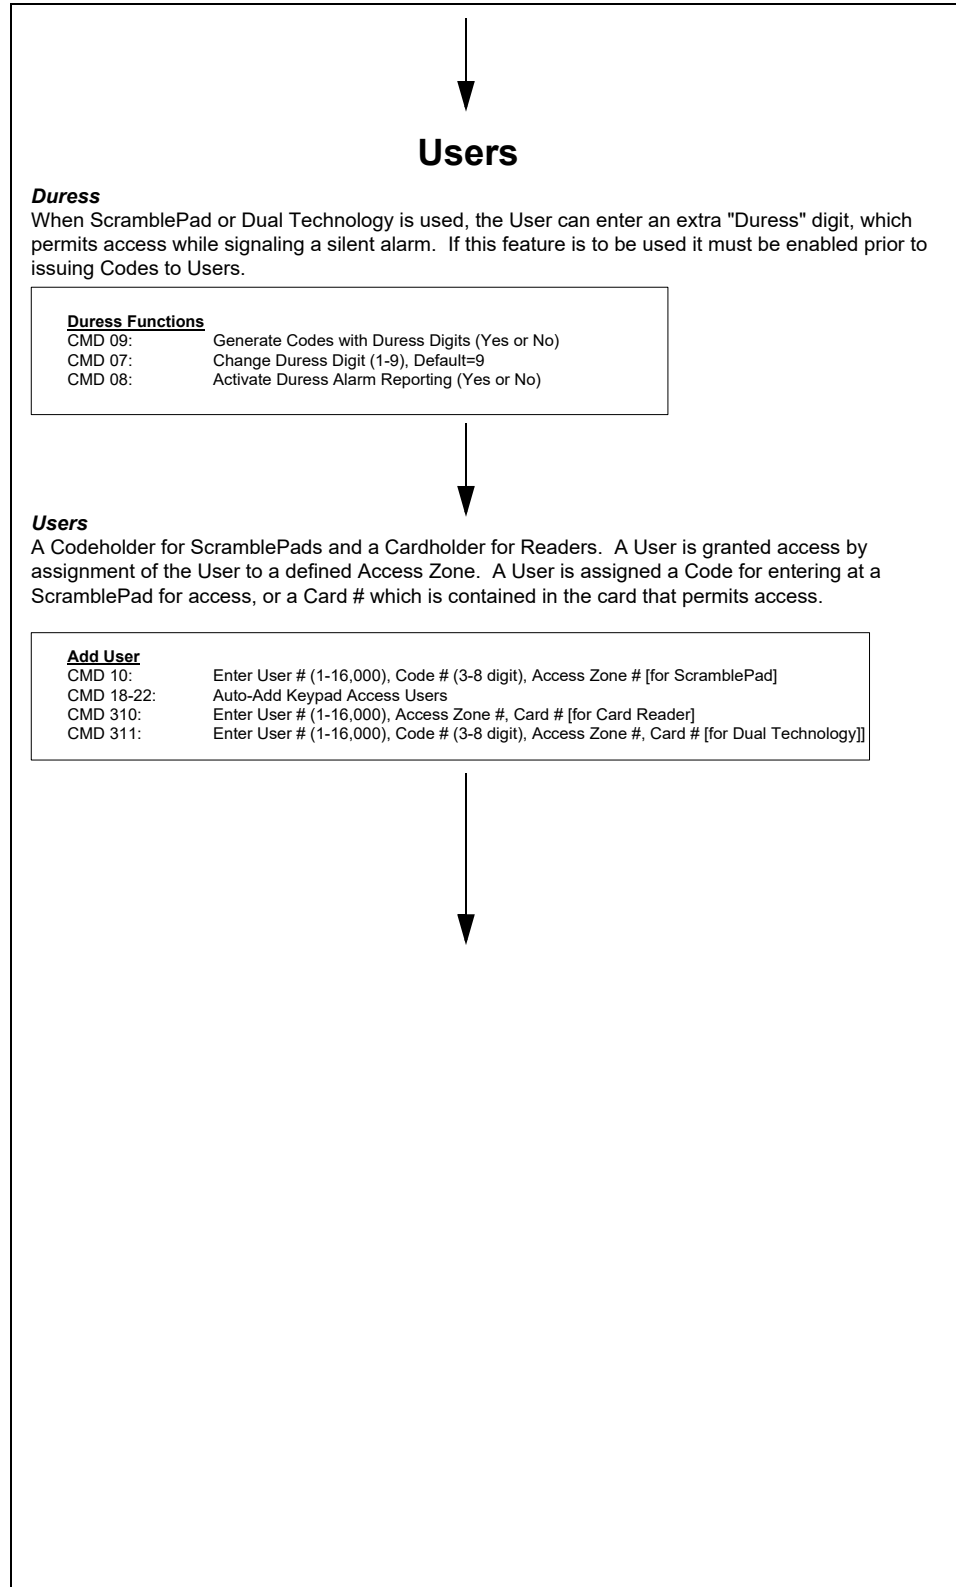 Users
Duress
When ScramblePad or Dual Technology is used, the User can enter an extra "Duress" digit, which
permits access while signaling a silent alarm.  If this feature is to be used it must be enabled prior to
issuing Codes to Users.
Duress Functions
CMD 09: Generate Codes with Duress Digits (Yes or No)
CMD 07: Change Duress Digit (1-9), Default=9
CMD 08: Activate Duress Alarm Reporting (Yes or No)
Users
A Codeholder for ScramblePads and a Cardholder for Readers.  A User is granted access by
assignment of the User to a defined Access Zone.  A User is assigned a Code for entering at a
ScramblePad for access, or a Card # which is contained in the card that permits access.
Add User
CMD 10: Enter User # (1-16,000), Code # (3-8 digit), Access Zone # [for ScramblePad]
CMD 18-22: Auto-Add Keypad Access Users
CMD 310: Enter User # (1-16,000), Access Zone #, Card # [for Card Reader]
CMD 311: Enter User # (1-16,000), Code # (3-8 digit), Access Zone #, Card # [for Dual Technology]]